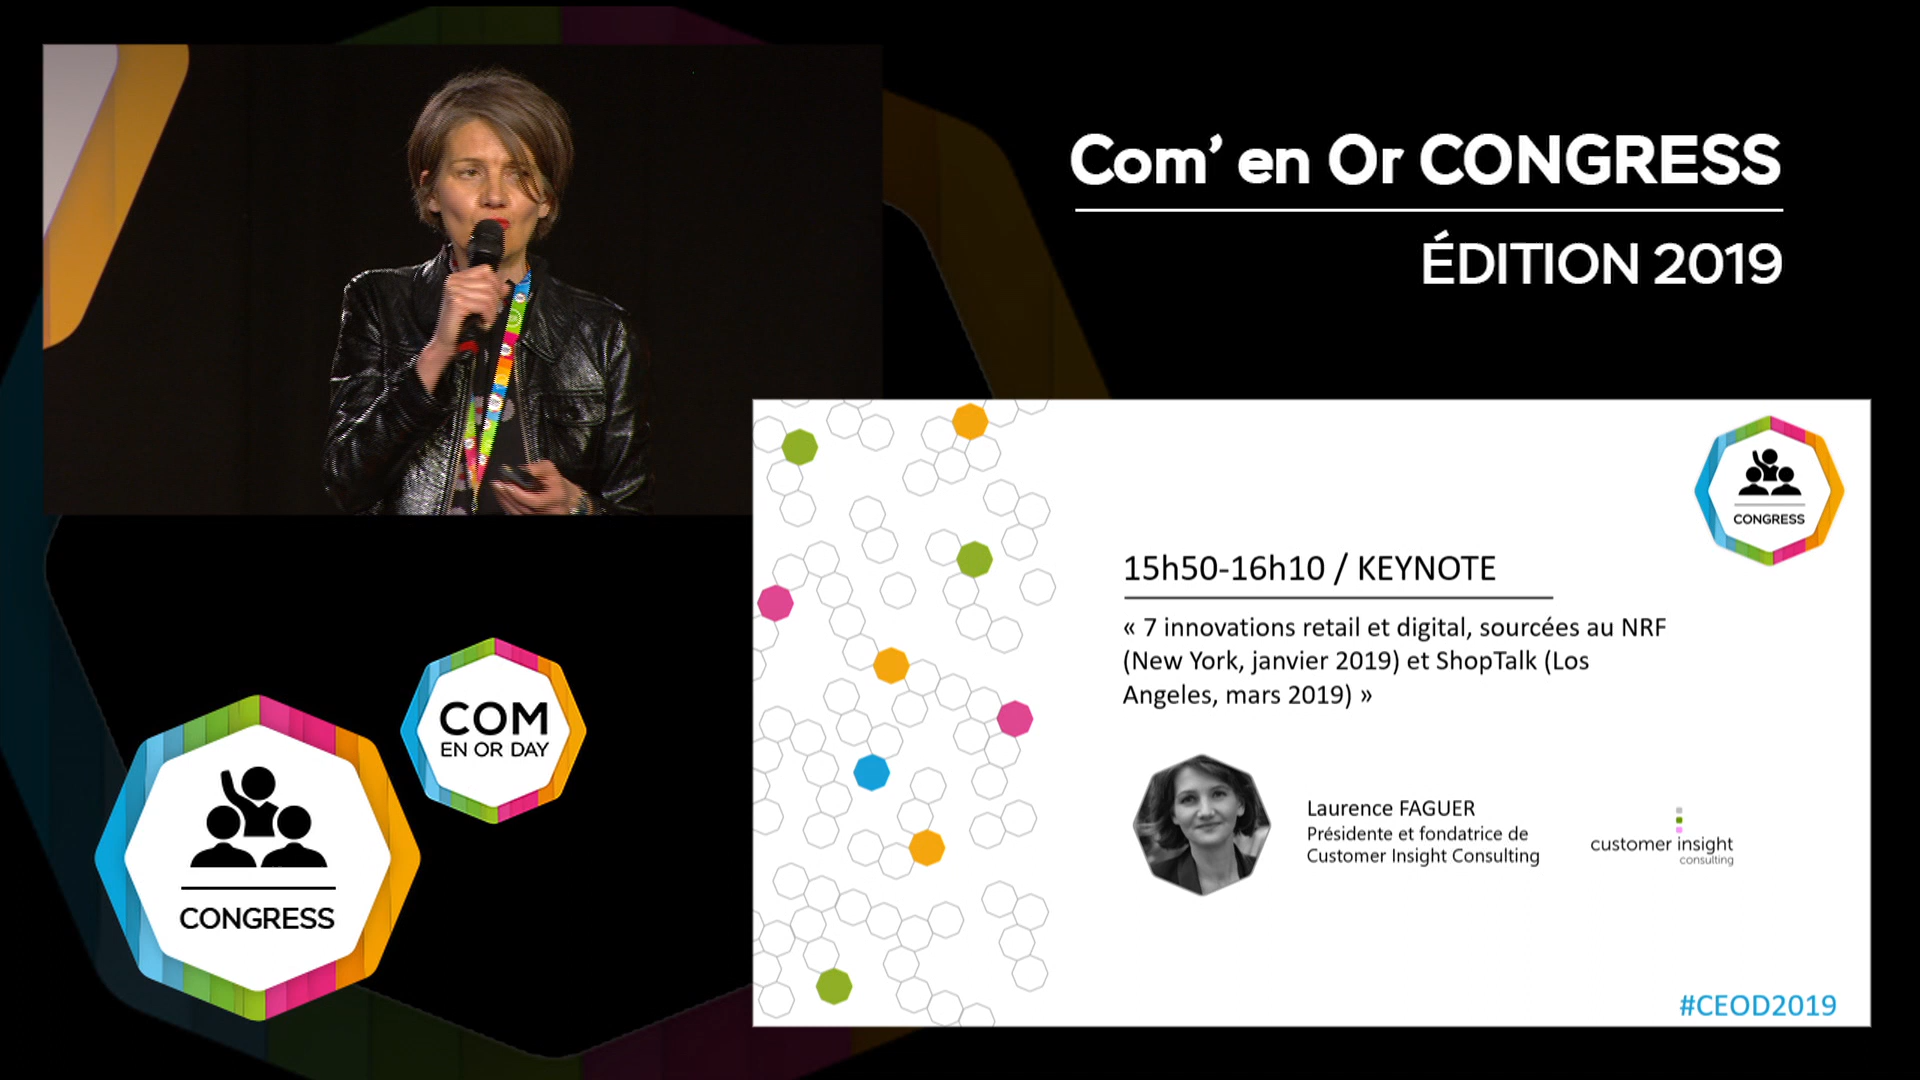 Com’ en Or CONGRESS
ÉDITION 2019
CONGRESS
15h50-16h10 / KEYNOTE
« 7 innovations retail et digital, sourcées au NRF
(New York, janvier 2019) et ShopTalk (Los
Angeles, mars 2019) »
Laurence FAGUER
Présidente et fondatrice de
Customer Insight Consulting
customer insight
consulting
#CEOD2019
COM
EN OR DAY
CONGRESS